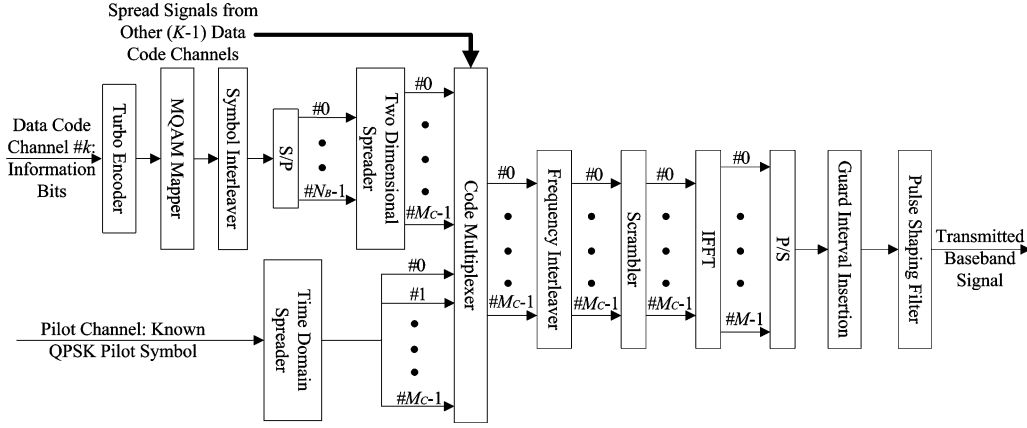 Spread Signals from
Other (K-1) Data
Code Channels
Data Code
Channel #k:
Information
Bits
Turbo Encoder
MQAM Mapper
Symbol Interleaver
S/P
#0
#NB-1
Two Dimensional
Spreader
#0
#MC-1
Pilot Channel: Known
QPSK Pilot Symbol
Time Domain
Spreader
#0
#1
#MC-1
Code Multiplexer
#0
#MC-1
Frequency Interleaver
#0
#MC-1
Scrambler
#0
#MC-1
IFFT
#0
#M-1
P/S
Guard Interval Insertion
Pulse Shaping Filter
Transmitted
Baseband
Signal